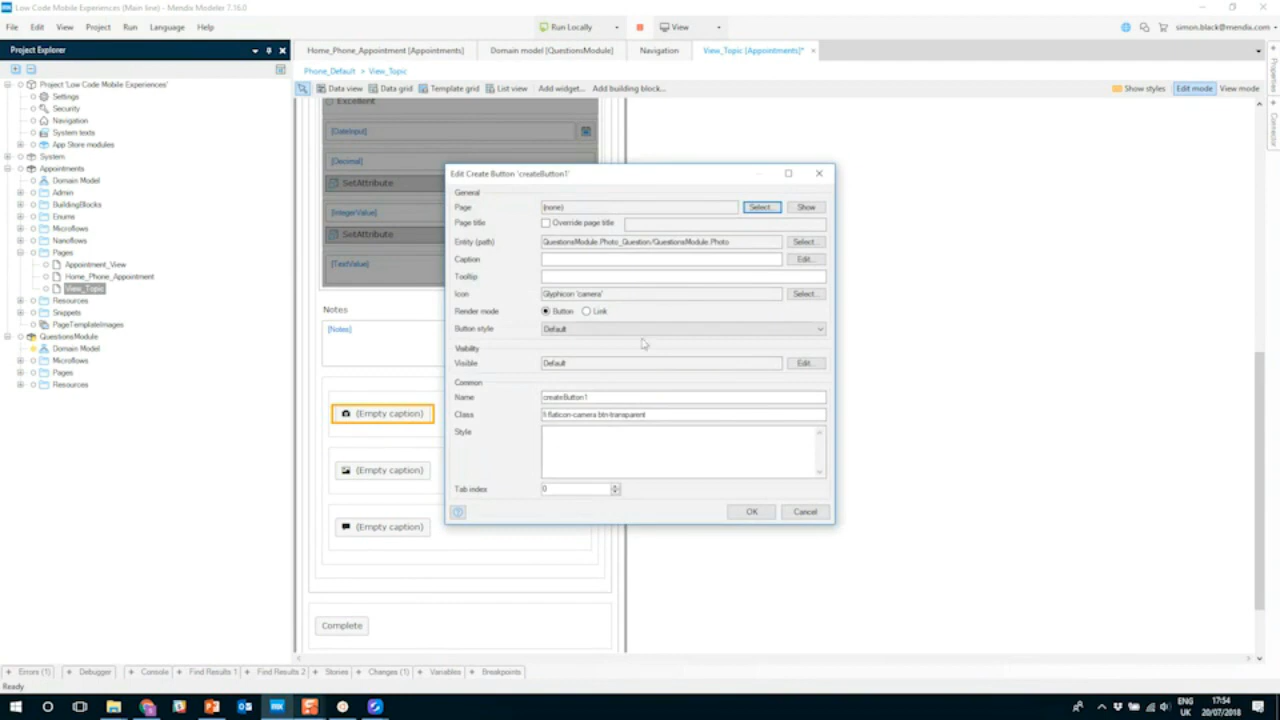 Low Code Mobile Experiences (Main line) - Mendix Modeler 7.16.0
File Edit View Project Run Language Help
Run Locally
View
simon.black@mendix.com
Project Explorer
Home_Phone_Appointment [Appointments]
Domain model [QuestionsModule]
Navigation
View_Topic [Appointments]*
Phone_Default > View_Topic
Data view Data grid Template grid List view Add widget... Add building block...
Show styles Edit mode View mode
Properties
Connector
Project 'Low Code Mobile Experiences'
Settings
Security
Navigation
System texts
App Store modules
System
Appointments
Domain Model
Admin
BuildingBlocks
Enums
Microflows
Nanoflows
Pages
Appointment_View
Home_Phone_Appointment
View_Topic
Resources
Snippets
PageTemplateImages
QuestionsModule
Domain Model
Microflows
Pages
Resources
Excellent
[DateInput]
[Decimal]
SetAttribute
[IntegerValue]
SetAttribute
[TextValue]
Notes
[Notes]
{Empty caption}
{Empty caption}
{Empty caption}
Complete
Edit Create Button 'createButton1'
General
Page (none) Select... Show
Page title Override page title
Entity (path) QuestionsModule.Photo_Question/QuestionsModule.Photo Select...
Caption Edit...
Tooltip
Icon Glyphicon 'camera' Select...
Render mode Button Link
Button style Default
Visibility
Visible Default Edit...
Common
Name createButton1
Class fi flaticon-camera btn-transparent
Style
Tab index 0
OK Cancel
Errors (1) Debugger Console Find Results 1 Find Results 2 Stories Changes (1) Variables Breakpoints
Ready
ENG
UK
17:54
20/07/2018